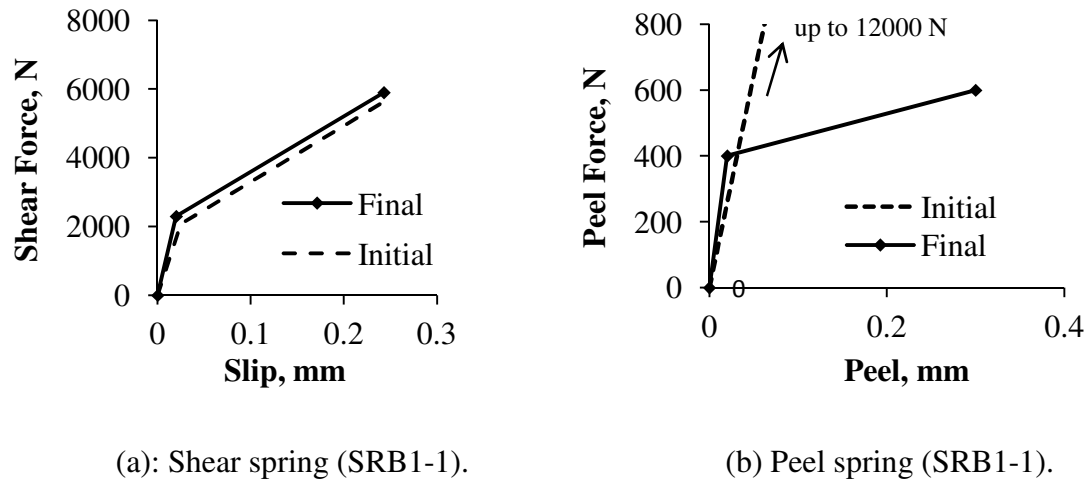 8000
6000
4000
2000
0
Shear Force, N
Final
Initial
0 0.1 0.2 0.3
Slip, mm
(a): Shear spring (SRB1-1).
800
600
400
200
0
Peel Force, N
up to 12000 N
Initial
Final
0
0 0.2 0.4
Peel, mm
(b) Peel spring (SRB1-1).